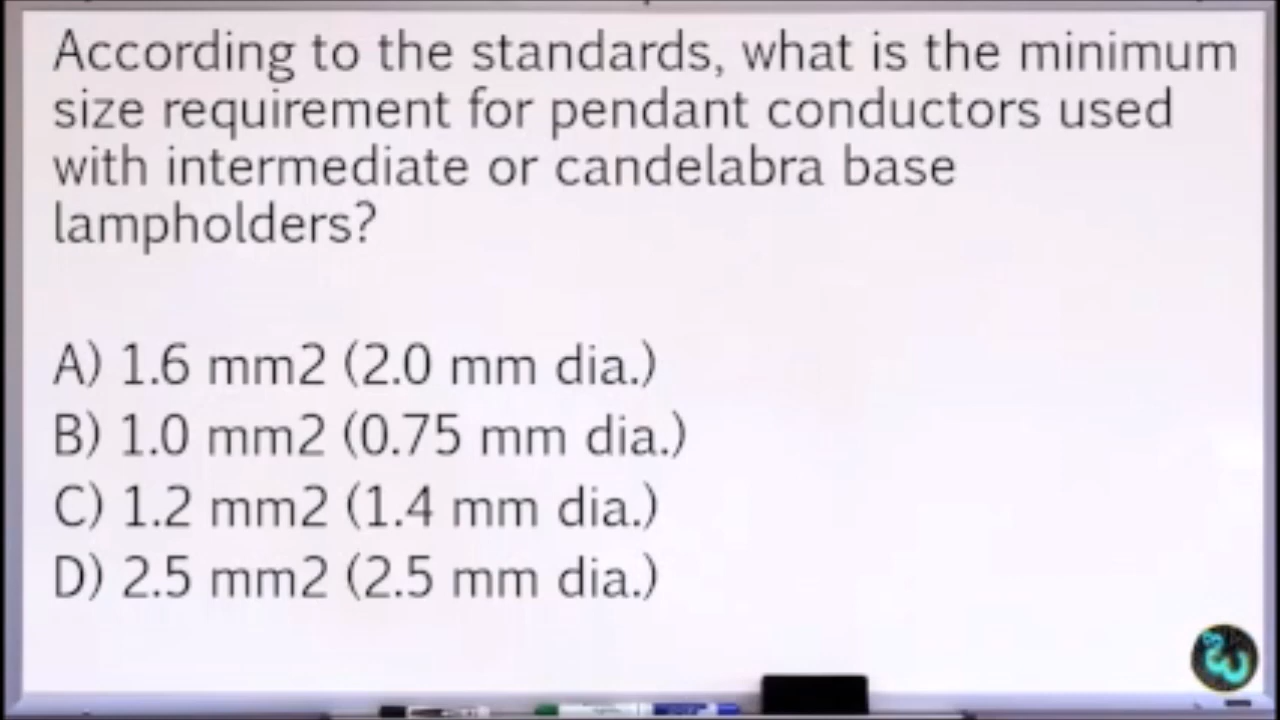 According to the standards, what is the minimum
size requirement for pendant conductors used
with intermediate or candelabra base
lampholders?
A) 1.6 mm2 (2.0 mm dia.)
B) 1.0 mm2 (0.75 mm dia.)
C) 1.2 mm2 (1.4 mm dia.)
D) 2.5 mm2 (2.5 mm dia.)